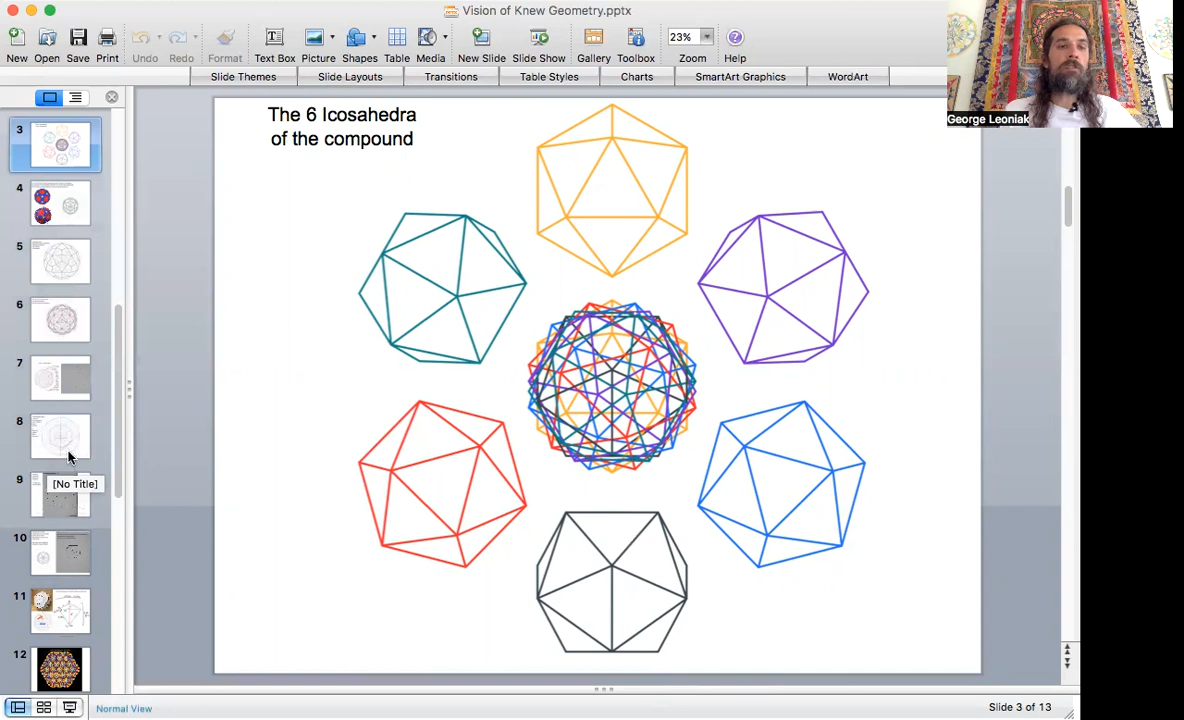 Vision of Knew Geometry.pptx
New Open Save Print Undo Redo Format Text Box Picture Shapes Table Media New Slide Slide Show Gallery Toolbox Zoom Help
23%
Slide Themes Slide Layouts Transitions Table Styles Charts SmartArt Graphics WordArt
George Leoniak
The 6 Icosahedra
of the compound
3
4
5
6
7
8
[No Title]
9
10
11
12
Normal View
Slide 3 of 13